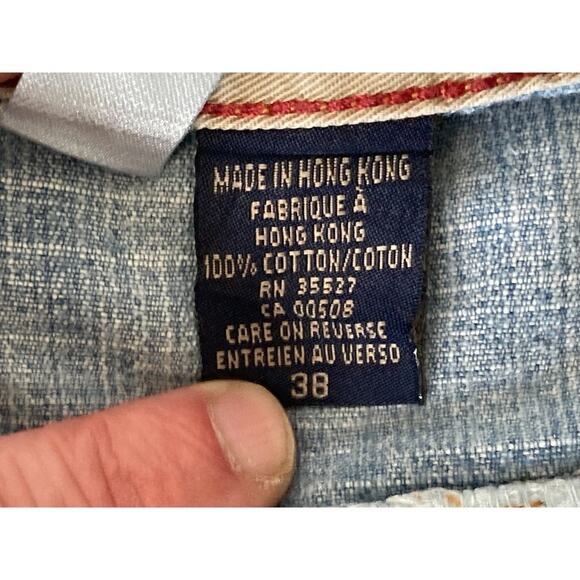 MADE IN HONG KONG
FABRIQUE À
HONG KONG
100% COTTON/COTON
RN 35527
CA 00508
CARE ON REVERSE
ENTREIEN AU VERSO
38